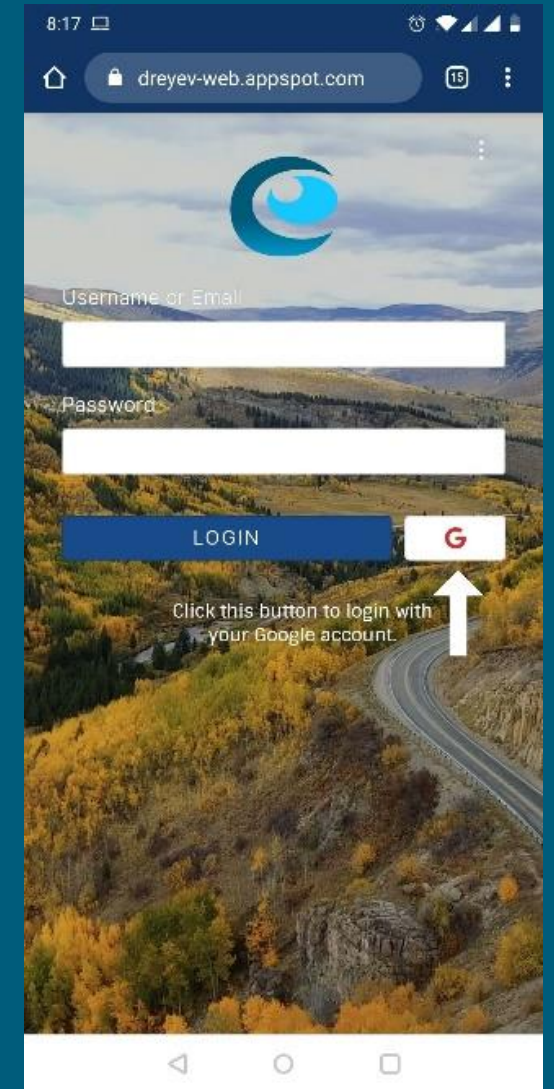 8:17
dreyev-web.appspot.com 15
Username or Email
Password
LOGIN G
Click this button to login with
your Google account.